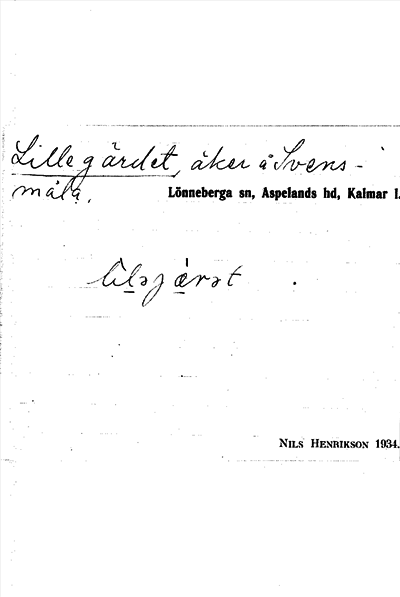 Lillegärdet, åker å Svens-
måla.
Lönneberga sn, Aspelands hd, Kalmar l.
NILS HENRIKSON 1934.